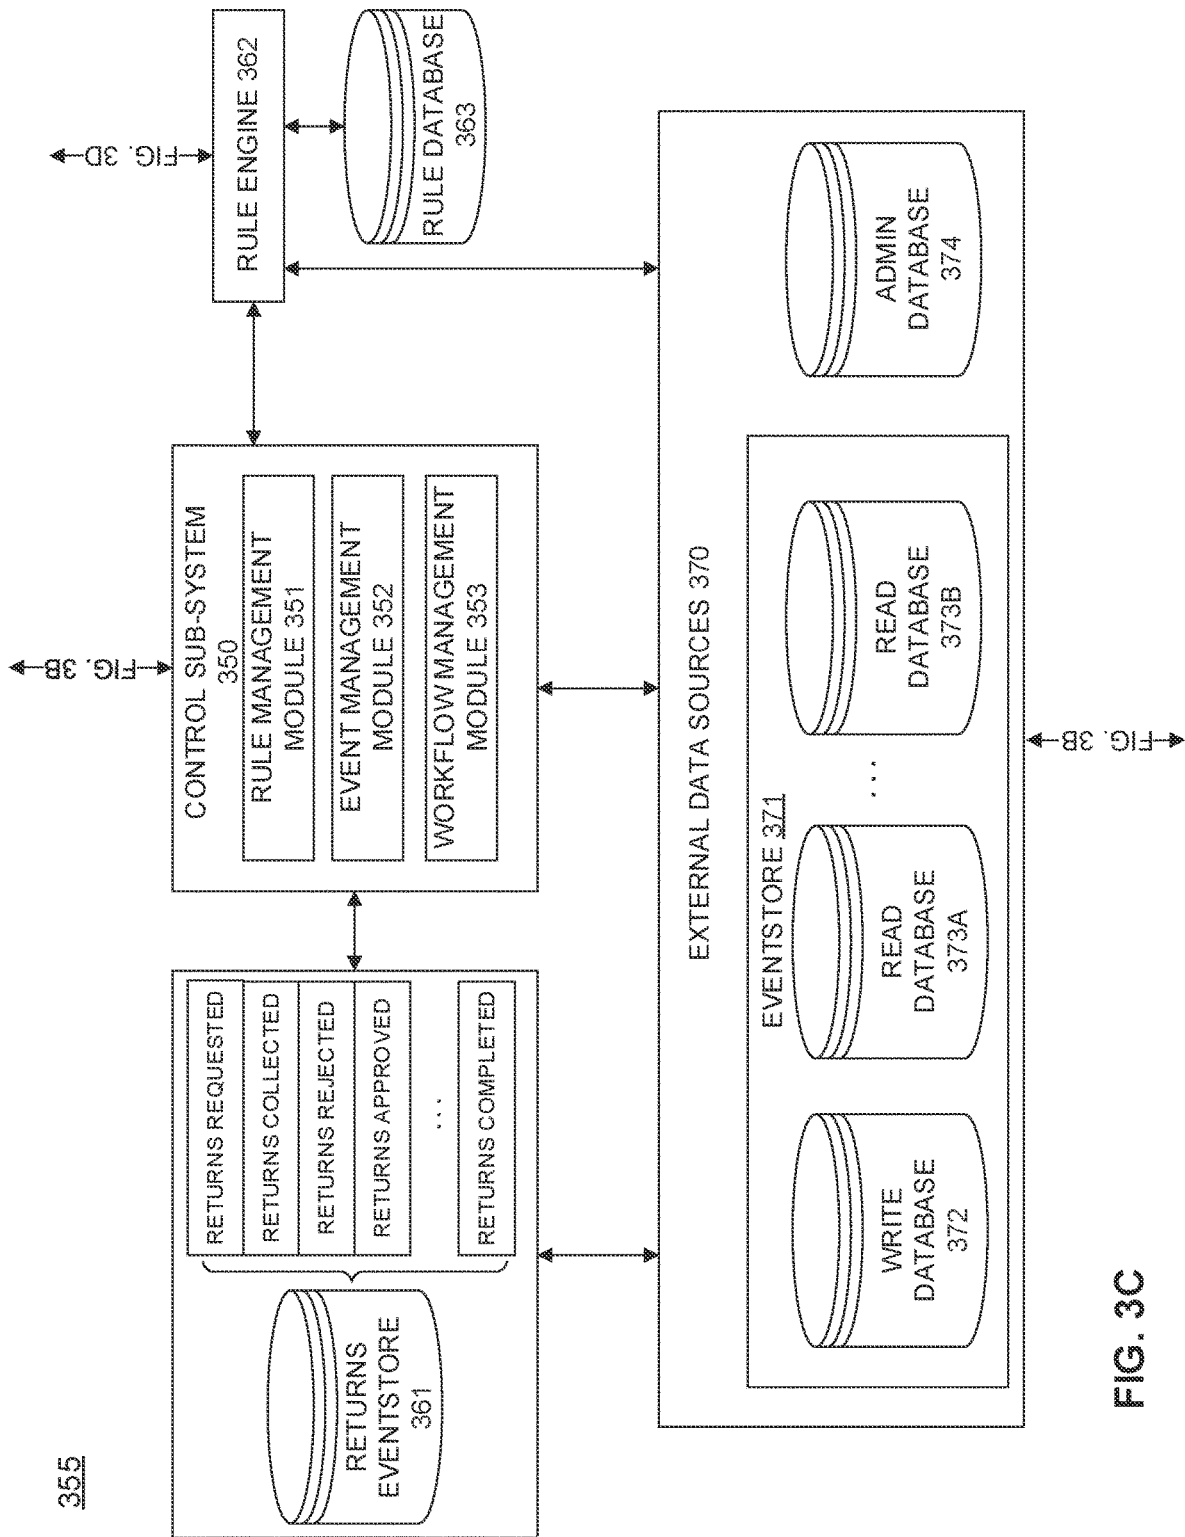 355
RETURNS
EVENTSTORE
361
RETURNS REQUESTED
RETURNS COLLECTED
RETURNS REJECTED
RETURNS APPROVED
...
RETURNS COMPLETED
FIG. 3B
CONTROL SUB-SYSTEM
350
RULE MANAGEMENT
MODULE 351
EVENT MANAGEMENT
MODULE 352
WORKFLOW MANAGEMENT
MODULE 353
FIG. 3D
RULE ENGINE 362
RULE DATABASE
363
EXTERNAL DATA SOURCES 370
EVENTSTORE 371
WRITE
DATABASE
372
READ
DATABASE
373A
...
READ
DATABASE
373B
ADMIN
DATABASE
374
FIG. 3B
FIG. 3C